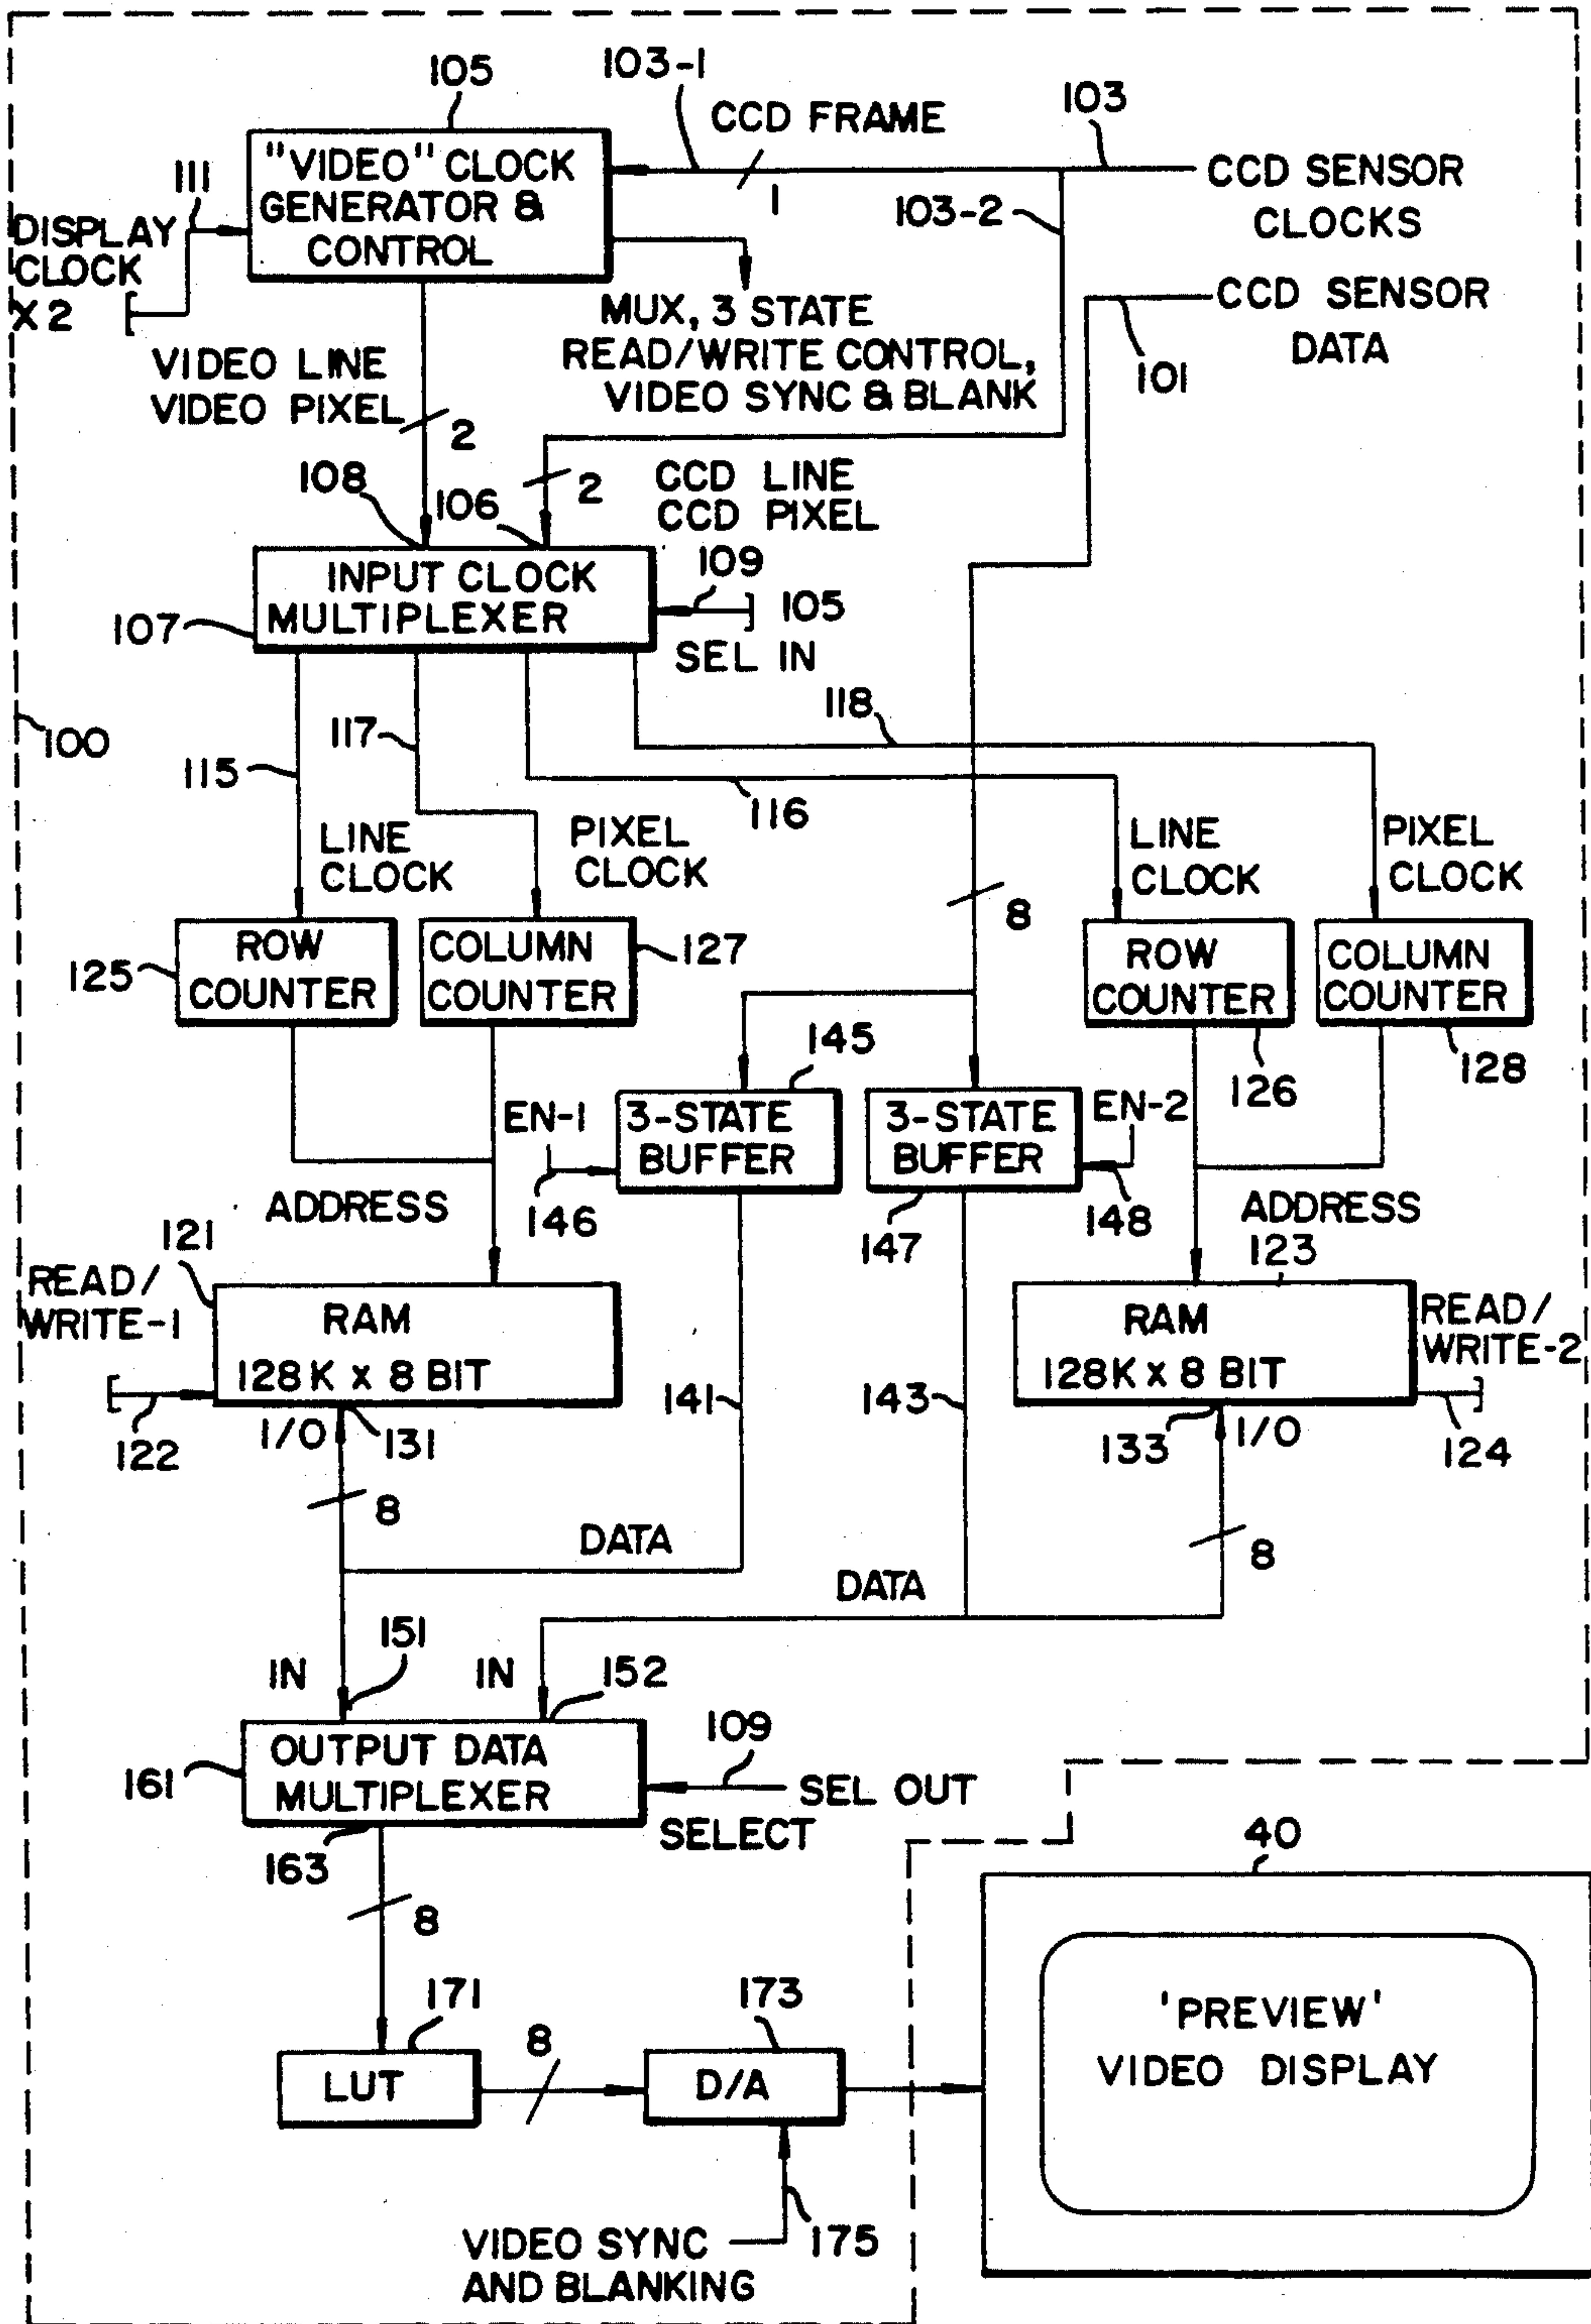 105
103-1
CCD FRAME
103
"VIDEO" CLOCK
GENERATOR &
CONTROL
111
DISPLAY
CLOCK
X 2
1
103-2
CCD SENSOR
CLOCKS
CCD SENSOR
DATA
101
MUX, 3 STATE
READ/WRITE CONTROL,
VIDEO SYNC & BLANK
VIDEO LINE
VIDEO PIXEL
2
108
106
2
CCD LINE
CCD PIXEL
INPUT CLOCK
MULTIPLEXER
107
109
105
SEL IN
100
115
117
118
116
LINE
CLOCK
PIXEL
CLOCK
LINE
CLOCK
PIXEL
CLOCK
8
125
ROW
COUNTER
COLUMN
COUNTER
127
ROW
COUNTER
COLUMN
COUNTER
126
128
145
EN-1
3-STATE
BUFFER
3-STATE
BUFFER
EN-2
146
147
148
ADDRESS
ADDRESS
121
123
READ/
WRITE-1
RAM
128K x 8 BIT
RAM
128K x 8 BIT
READ/
WRITE-2
122
I/O
131
141
143
133
I/O
124
8
8
DATA
DATA
151
IN
IN
152
161
OUTPUT DATA
MULTIPLEXER
109
SEL OUT
SELECT
163
8
40
171
8
173
LUT
D/A
'PREVIEW'
VIDEO DISPLAY
VIDEO SYNC
AND BLANKING
175